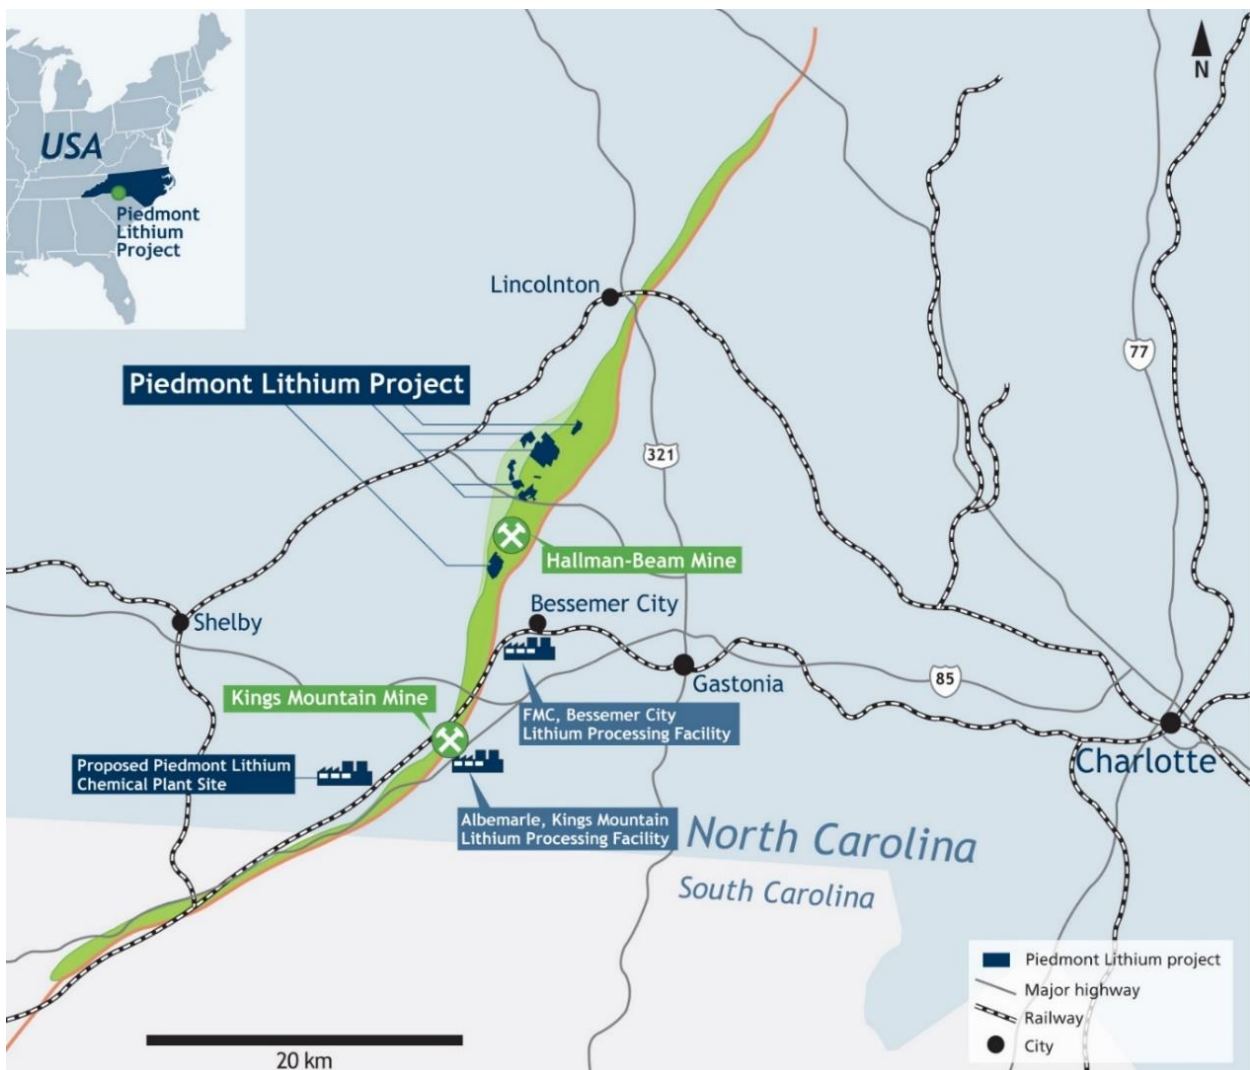 USA
Piedmont
Lithium
Project
N
Lincolnton
77
Piedmont Lithium Project
321
Hallman-Beam Mine
Bessemer City
Shelby
Gastonia
85
Kings Mountain Mine
FMC, Bessemer City
Lithium Processing Facility
Charlotte
Proposed Piedmont Lithium
Chemical Plant Site
Albemarle, Kings Mountain
Lithium Processing Facility
North Carolina
South Carolina
Piedmont Lithium project
Major highway
Railway
City
20 km